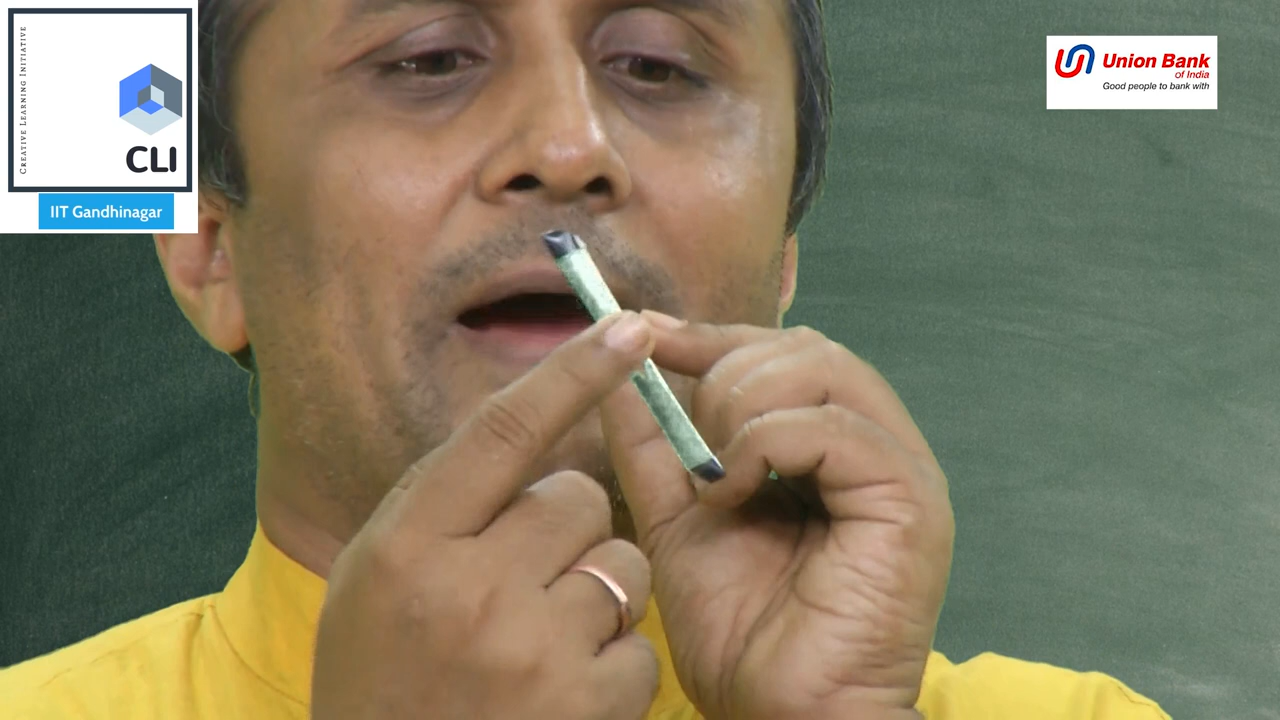 CREATIVE LEARNING INITIATIVE
CLI
IIT Gandhinagar
Union Bank
of India
Good people to bank with